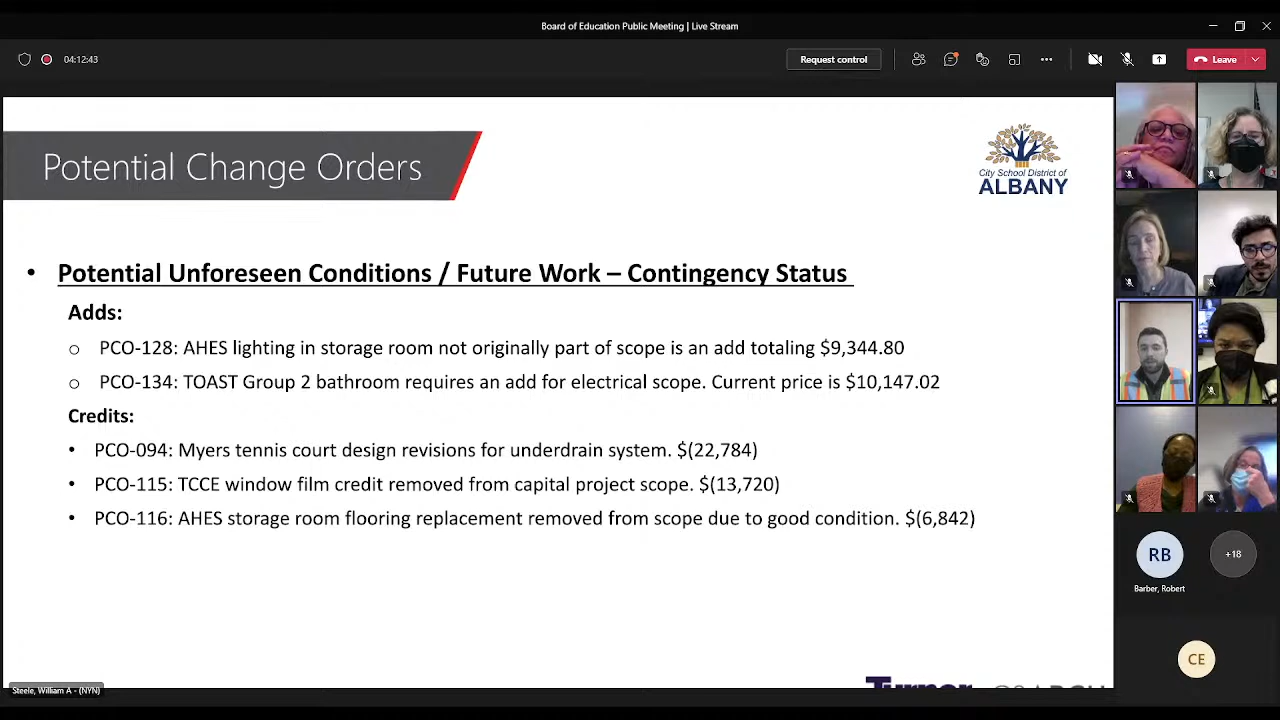 Board of Education Public Meeting | Live Stream
04:12:43
Request control
Leave
Potential Change Orders
City School District of
ALBANY
• Potential Unforeseen Conditions / Future Work – Contingency Status
Adds:
o PCO-128: AHES lighting in storage room not originally part of scope is an add totaling $9,344.80
o PCO-134: TOAST Group 2 bathroom requires an add for electrical scope. Current price is $10,147.02
Credits:
• PCO-094: Myers tennis court design revisions for underdrain system. $(22,784)
• PCO-115: TCCE window film credit removed from capital project scope. $(13,720)
• PCO-116: AHES storage room flooring replacement removed from scope due to good condition. $(6,842)
RB
+18
Barber, Robert
CE
Steele, William A - (NYN)
Turner